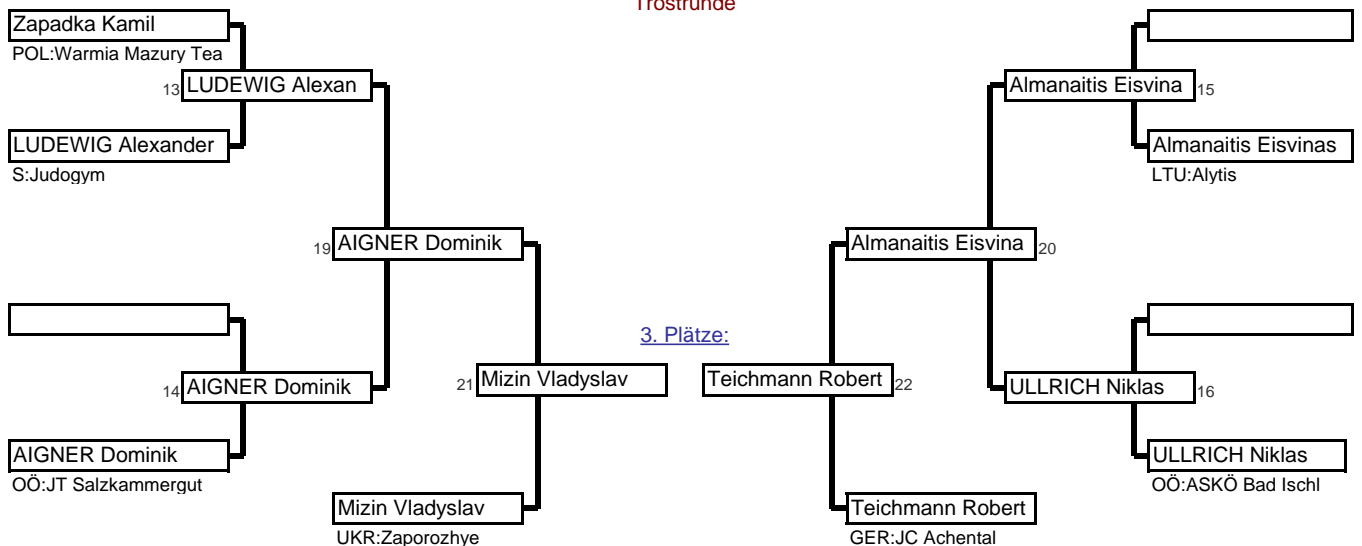 Trostrunde
Zapadka Kamil
POL:Warmia Mazury Tea
13 LUDEWIG Alexan
Almanaitis Eisvina 15
LUDEWIG Alexander
S:Judogym
Almanaitis Eisvinas
LTU:Alytis
19 AIGNER Dominik
Almanaitis Eisvina 20
3. Plätze:
14 AIGNER Dominik
21 Mizin Vladyslav
Teichmann Robert 22
ULLRICH Niklas 16
AIGNER Dominik
OÖ:JT Salzkammergut
ULLRICH Niklas
OÖ:ASKÖ Bad Ischl
Mizin Vladyslav
UKR:Zaporozhye
Teichmann Robert
GER:JC Achental